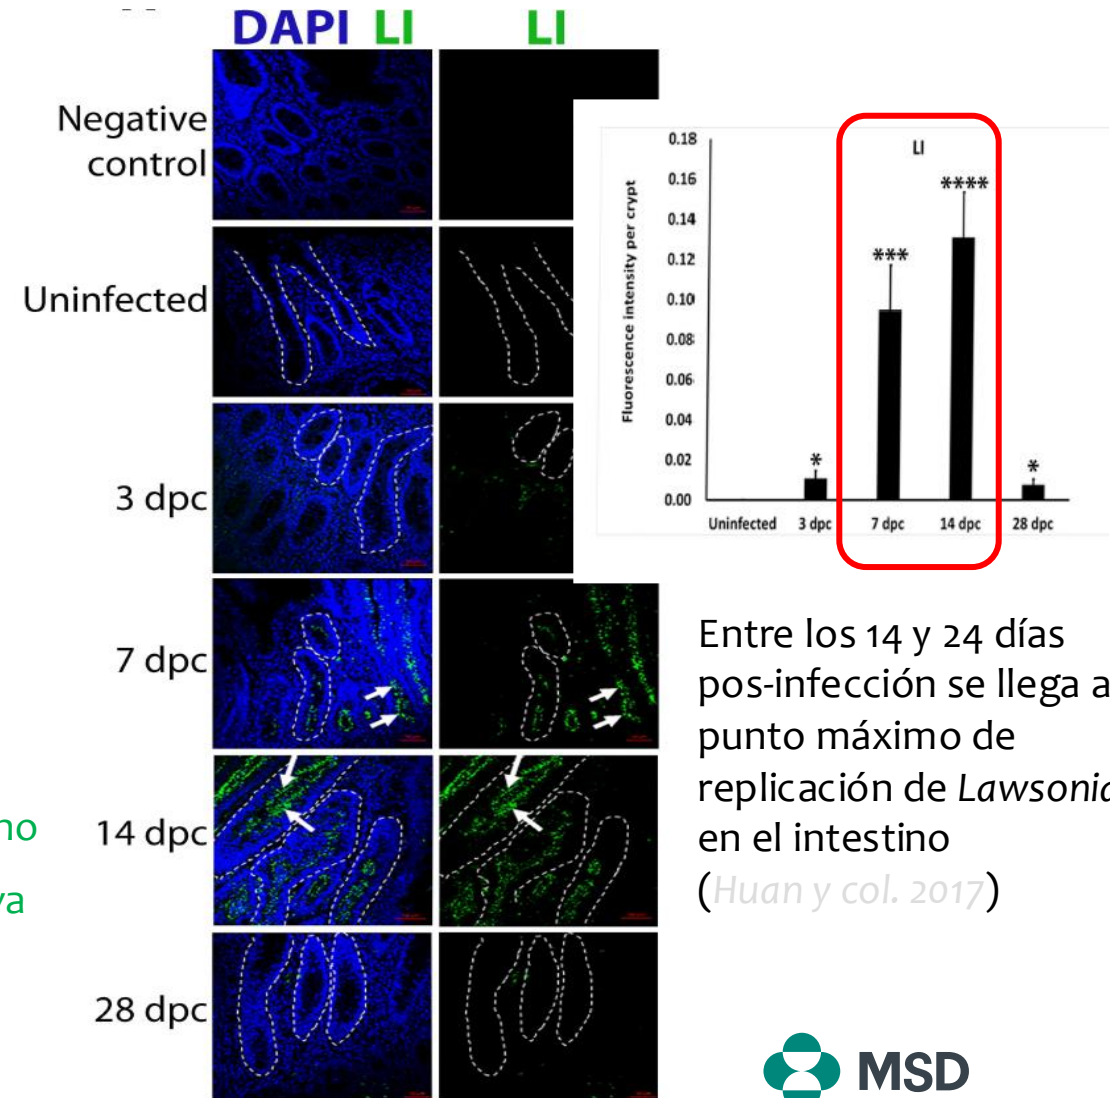 DAPI LI
LI
Negative
control
Uninfected
3 dpc
7 dpc
14 dpc
28 dpc
LI
Fluorescence intensity per crypt
0.18
0.16
0.14
0.12
0.10
0.08
0.06
0.04
0.02
0.00
*
***
****
*
Uninfected 3 dpc 7 dpc 14 dpc 28 dpc
Entre los 14 y 24 días
pos-infección se llega a
punto máximo de
replicación de Lawsonia
en el intestino
(Huan y col. 2017)
no
va
MSD